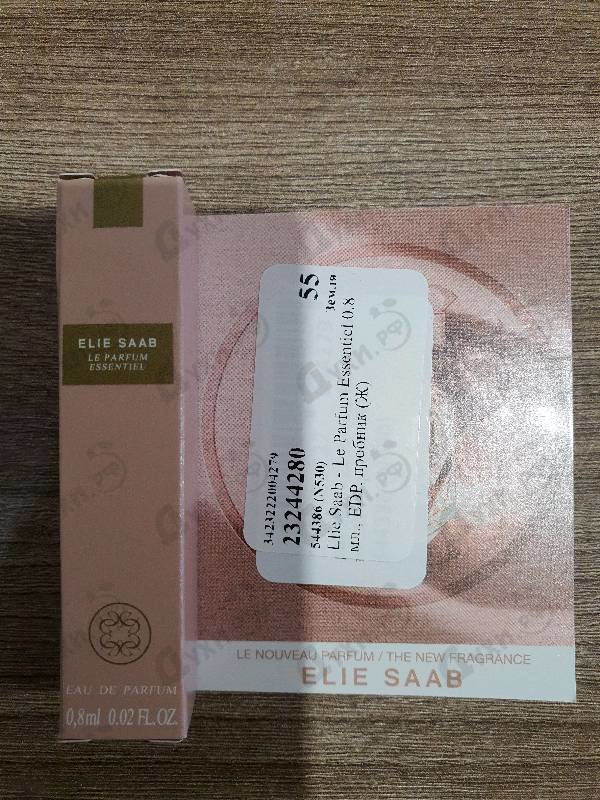 ELIE SAAB
LE PARFUM
ESSENTIEL
EAU DE PARFUM
0,8ml 0.02 FL.OZ.
3423222004279
23244280
544386 (N530)
Elie Saab - Le Parfum Essentiel 0.8
мл., EDP, пробник (Ж)
55
Земля
LE NOUVEAU PARFUM / THE NEW FRAGRANCE
ELIE SAAB
Духи.рф